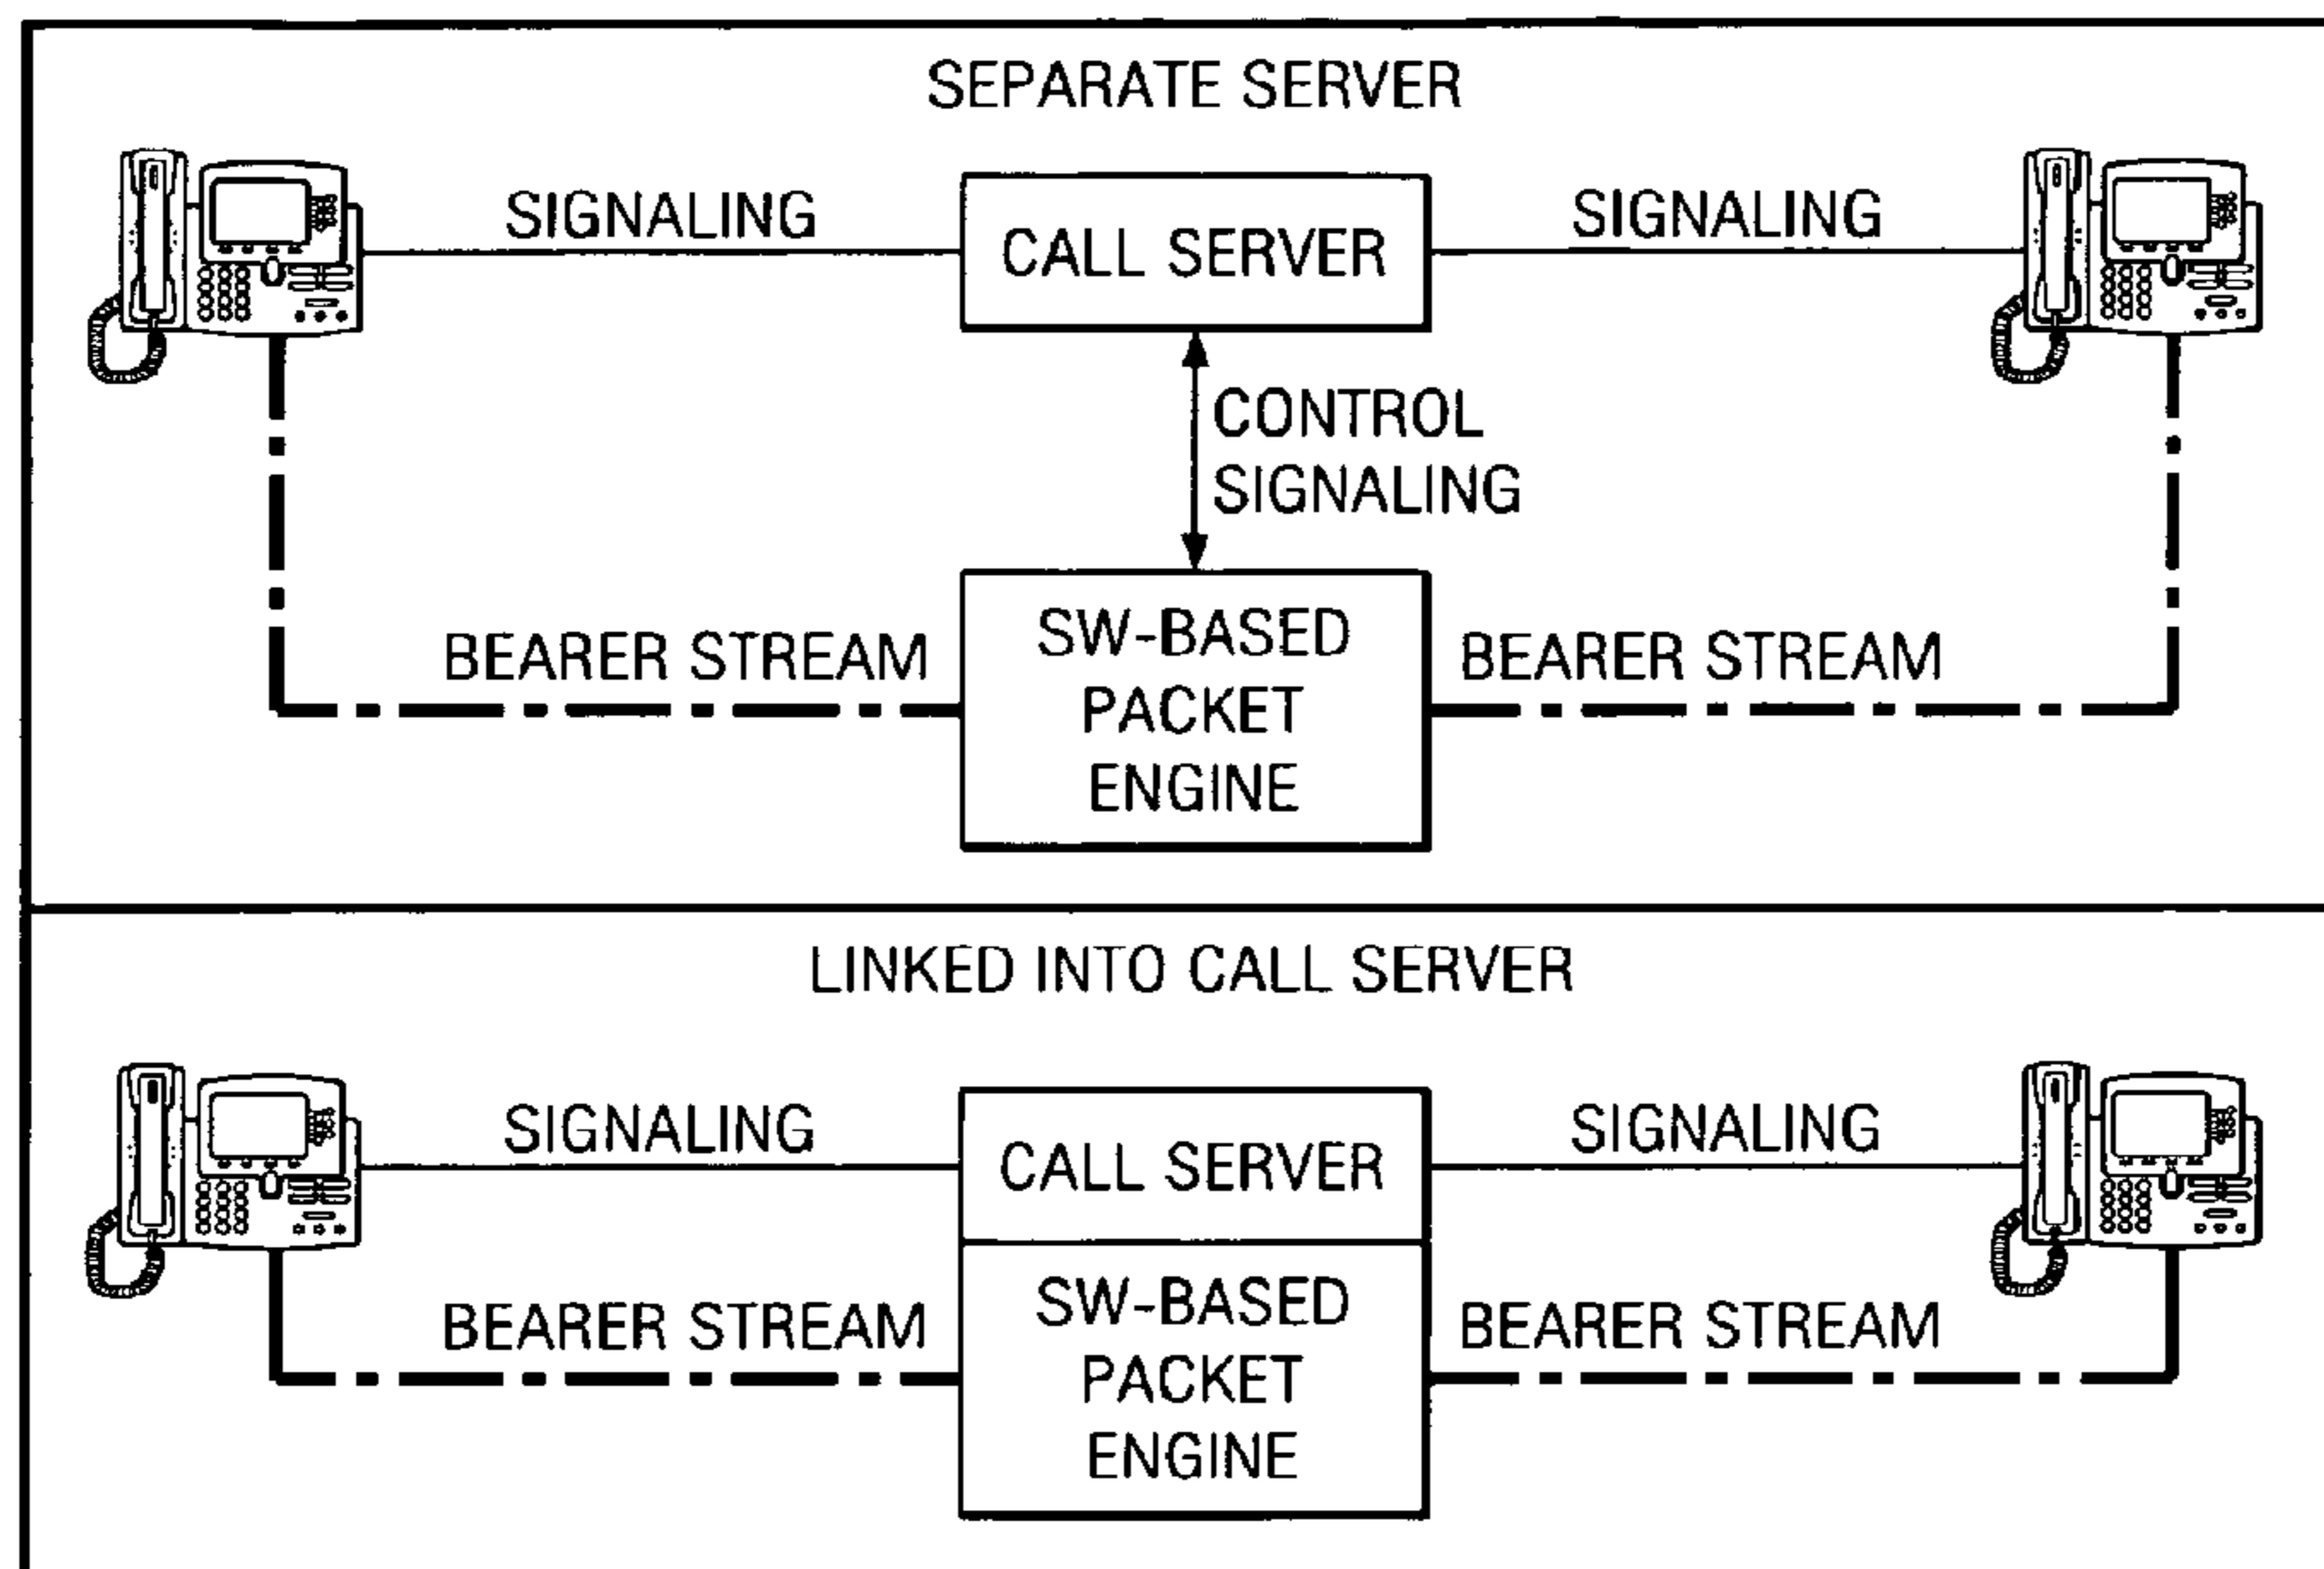 SEPARATE SERVER
SIGNALING
CALL SERVER
SIGNALING
CONTROL
SIGNALING
BEARER STREAM
SW-BASED
PACKET
ENGINE
BEARER STREAM
LINKED INTO CALL SERVER
SIGNALING
CALL SERVER
SIGNALING
BEARER STREAM
SW-BASED
PACKET
ENGINE
BEARER STREAM